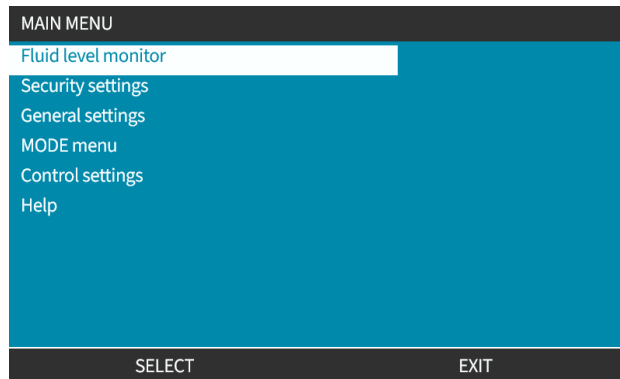 MAIN MENU
Fluid level monitor
Security settings
General settings
MODE menu
Control settings
Help
SELECT EXIT